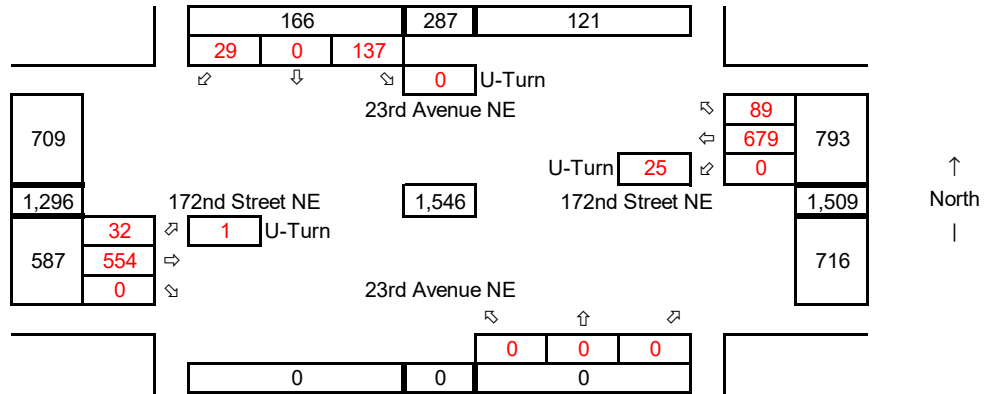 166 287 121
29 0 137
⬃ ⇩ ⬂ 0 U-Turn
23rd Avenue NE ⬁ 89
709 ⇦ 679 793
U-Turn 25 ⬃ 0 ↑
1,296 172nd Street NE 1,546 172nd Street NE 1,509 North
32 ⬀ 1 U-Turn |
587 554 ⇨ 716
0 ⬂ 23rd Avenue NE
⬁ ⇧ ⬀
0 0 0
0 0 0